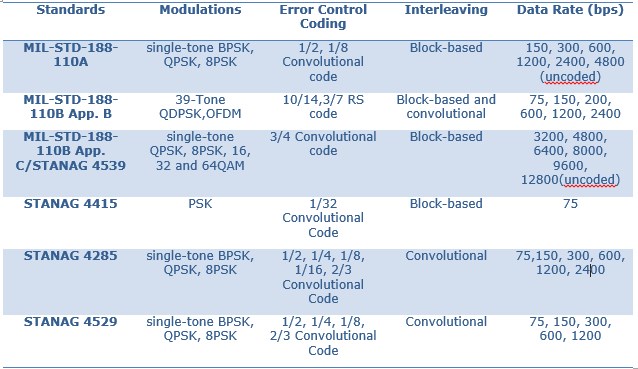 Standards Modulations Error Control Coding Interleaving Data Rate (bps)
MIL-STD-188-110A single-tone BPSK, QPSK, 8PSK 1/2, 1/8 Convolutional code Block-based 150, 300, 600, 1200, 2400, 4800 (uncoded)
MIL-STD-188-110B App. B 39-Tone QDPSK,OFDM 10/14,3/7 RS code Block-based and convolutional 75, 150, 200, 600, 1200, 2400
MIL-STD-188-110B App. C/STANAG 4539 single-tone QPSK, 8PSK, 16, 32 and 64QAM 3/4 Convolutional code Block-based 3200, 4800, 6400, 8000, 9600, 12800(uncoded)
STANAG 4415 PSK 1/32 Convolutional Code Block-based 75
STANAG 4285 single-tone BPSK, QPSK, 8PSK 1/2, 1/4, 1/8, 1/16, 2/3 Convolutional Code Convolutional 75,150, 300, 600, 1200, 2400
STANAG 4529 single-tone BPSK, QPSK, 8PSK 1/2, 1/4, 1/8, 2/3 Convolutional Code Convolutional 75, 150, 300, 600, 1200